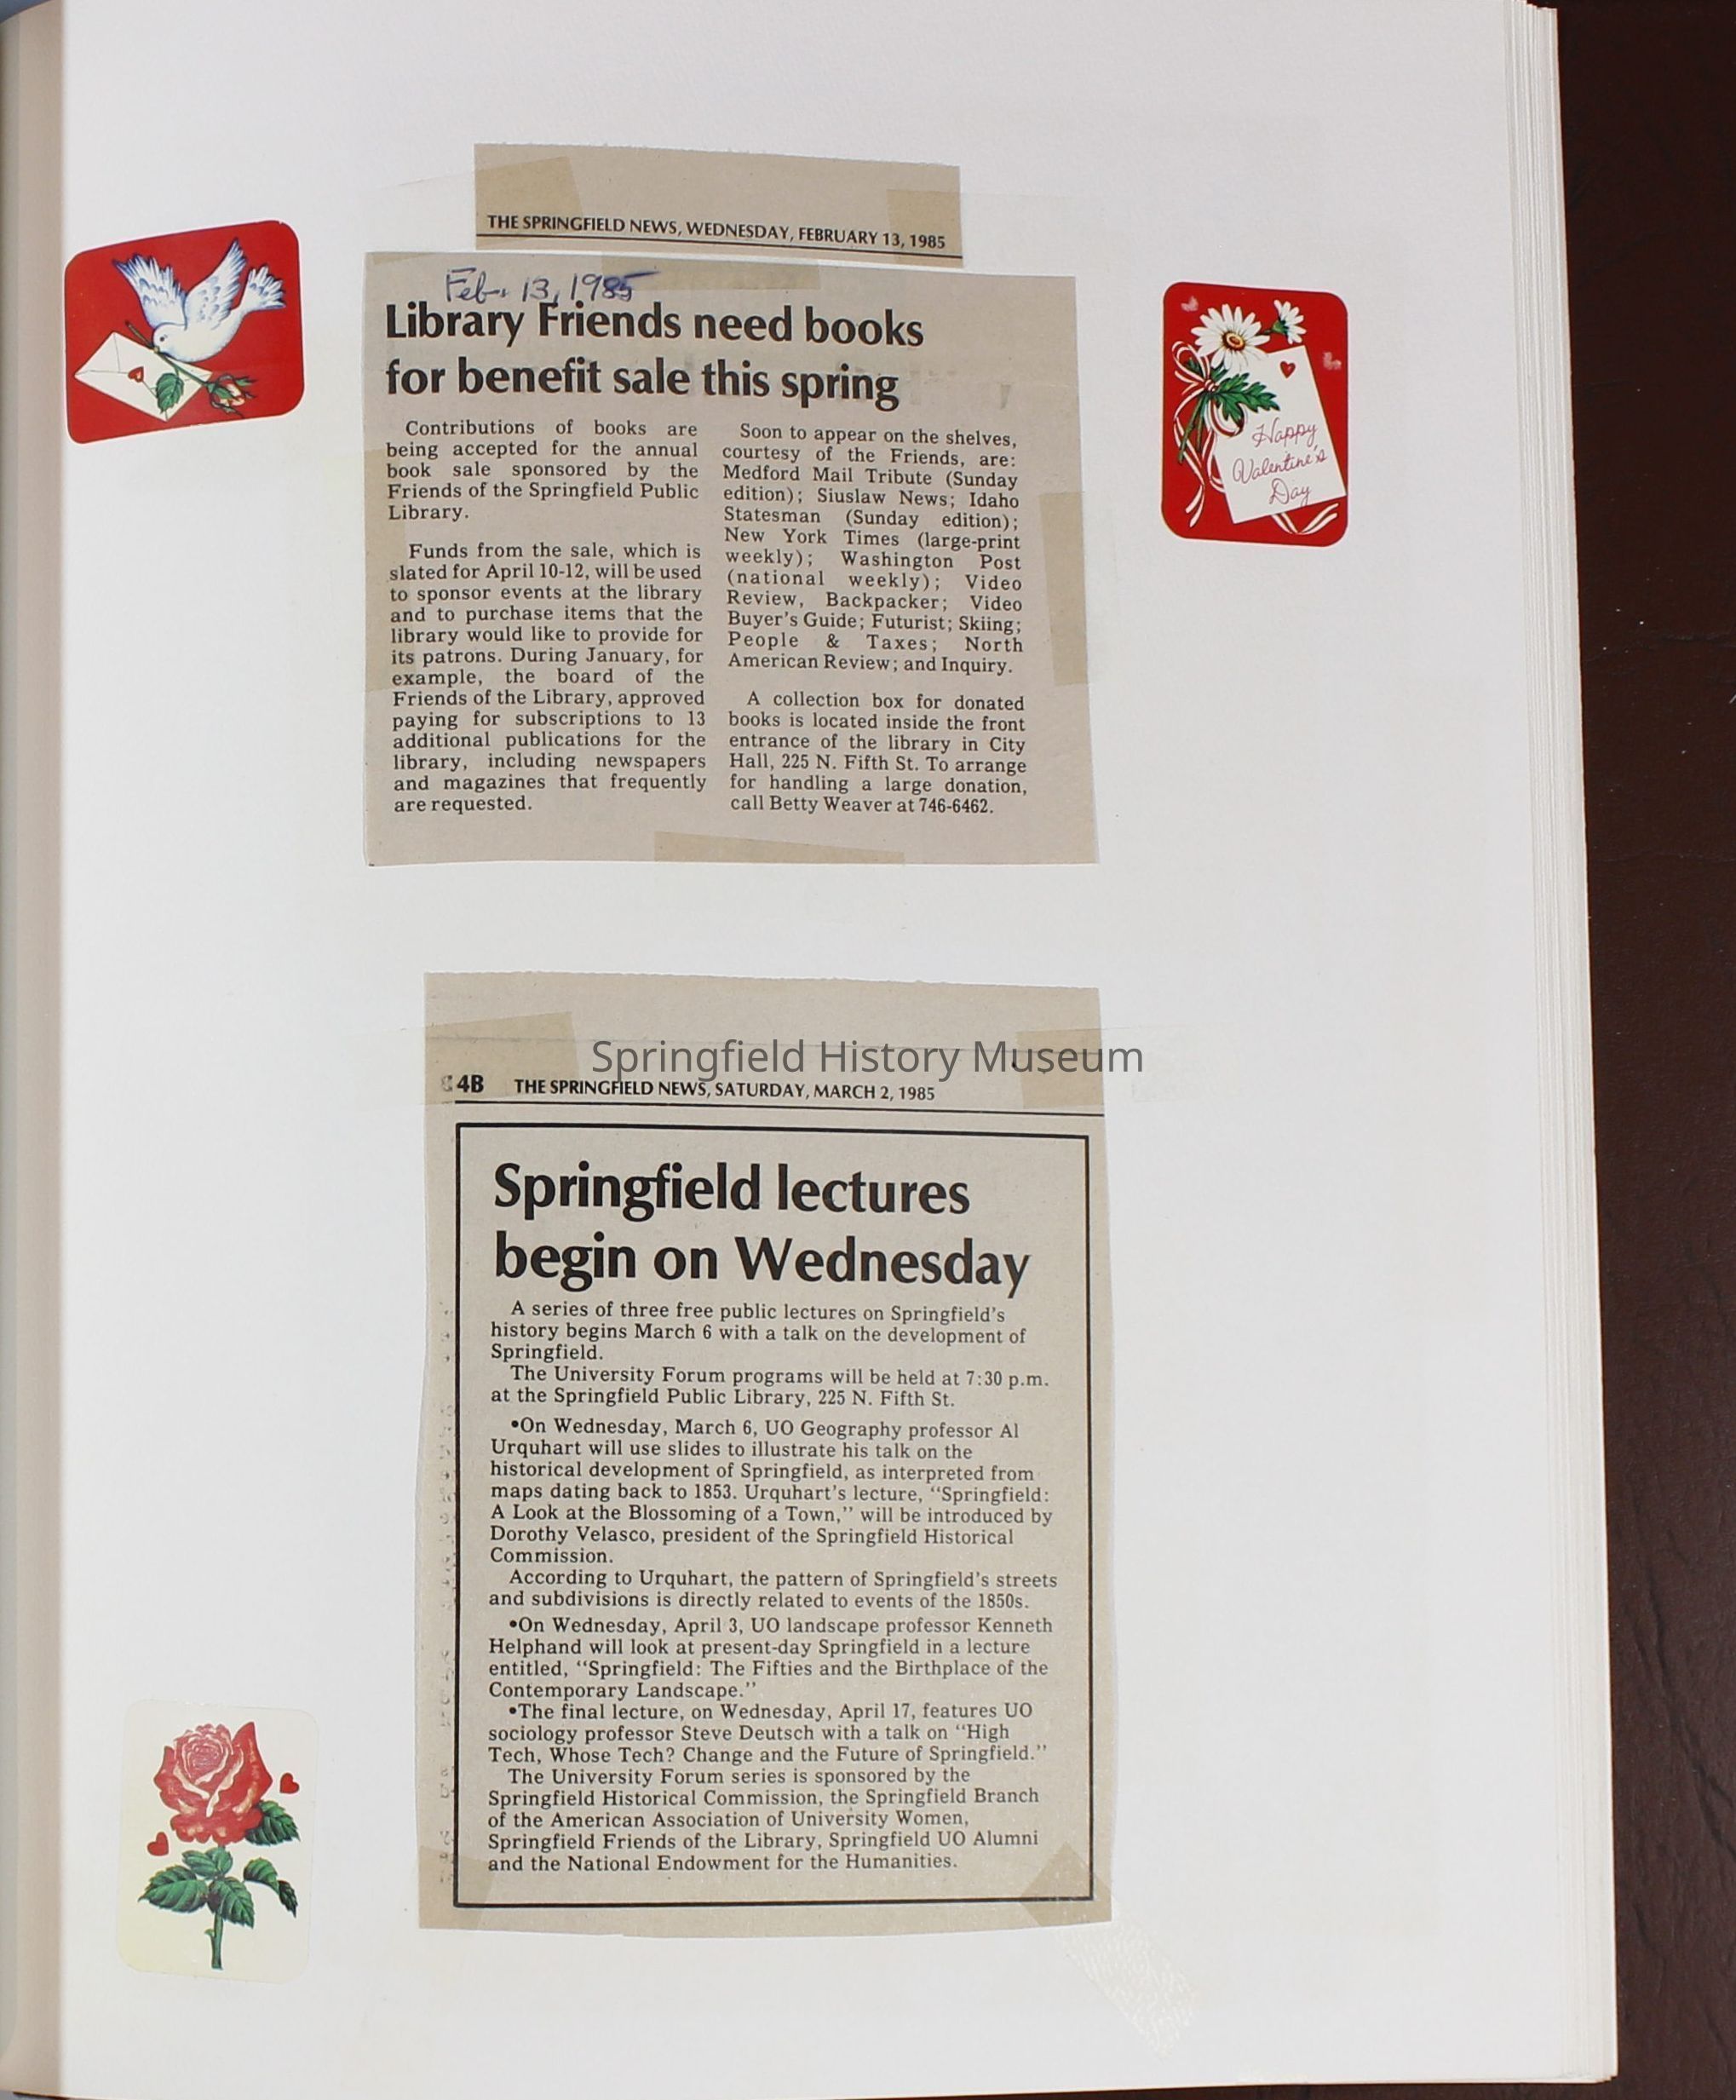 THE SPRINGFIELD NEWS, WEDNESDAY, FEBRUARY 13, 1985
Feb. 13, 1985
Library Friends need books
for benefit sale this spring
Contributions of books are
being accepted for the annual
book sale sponsored by the
Friends of the Springfield Public
Library.
Funds from the sale, which is
slated for April 10-12, will be used
to sponsor events at the library
and to purchase items that the
library would like to provide for
its patrons. During January, for
example, the board of the
Friends of the Library, approved
paying for subscriptions to 13
additional publications for the
library, including newspapers
and magazines that frequently
are requested.
Soon to appear on the shelves,
courtesy of the Friends, are:
Medford Mail Tribute (Sunday
edition); Siuslaw News; Idaho
Statesman (Sunday edition);
New York Times (large-print
weekly); Washington Post
(national weekly); Video
Review, Backpacker; Video
Buyer's Guide; Futurist; Skiing;
People & Taxes; North
American Review; and Inquiry.
A collection box for donated
books is located inside the front
entrance of the library in City
Hall, 225 N. Fifth St. To arrange
for handling a large donation,
call Betty Weaver at 746-6462.
Happy
Valentine's
Day
Springfield History Museum
4B THE SPRINGFIELD NEWS, SATURDAY, MARCH 2, 1985
Springfield lectures
begin on Wednesday
A series of three free public lectures on Springfield's
history begins March 6 with a talk on the development of
Springfield.
The University Forum programs will be held at 7:30 p.m.
at the Springfield Public Library, 225 N. Fifth St.
•On Wednesday, March 6, UO Geography professor Al
Urquhart will use slides to illustrate his talk on the
historical development of Springfield, as interpreted from
maps dating back to 1853. Urquhart's lecture, "Springfield:
A Look at the Blossoming of a Town," will be introduced by
Dorothy Velasco, president of the Springfield Historical
Commission.
According to Urquhart, the pattern of Springfield's streets
and subdivisions is directly related to events of the 1850s.
•On Wednesday, April 3, UO landscape professor Kenneth
Helphand will look at present-day Springfield in a lecture
entitled, "Springfield: The Fifties and the Birthplace of the
Contemporary Landscape."
•The final lecture, on Wednesday, April 17, features UO
sociology professor Steve Deutsch with a talk on "High
Tech, Whose Tech? Change and the Future of Springfield."
The University Forum series is sponsored by the
Springfield Historical Commission, the Springfield Branch
of the American Association of University Women,
Springfield Friends of the Library, Springfield UO Alumni
and the National Endowment for the Humanities.